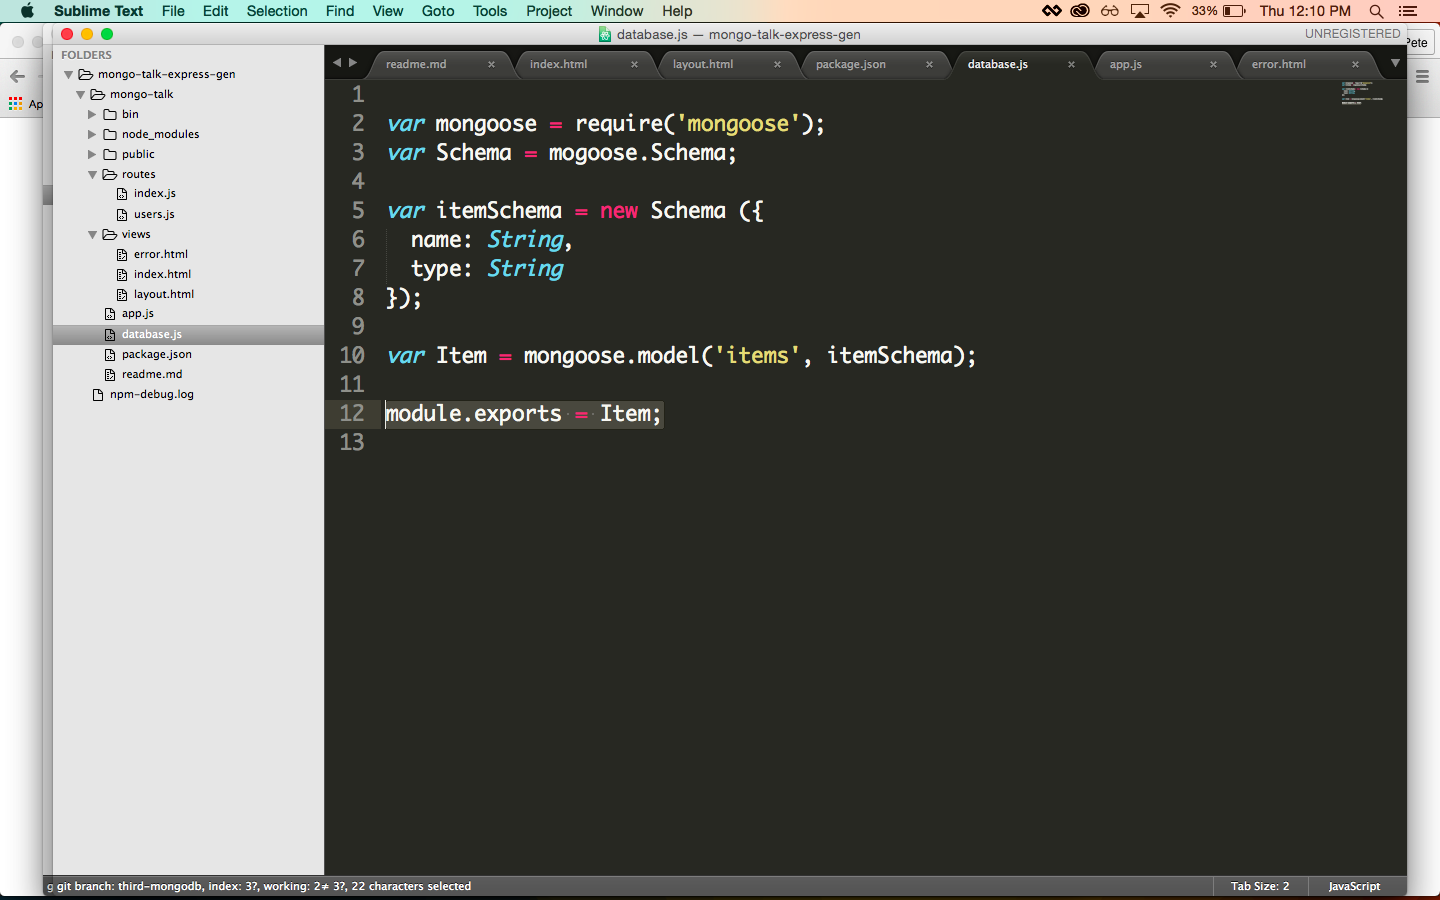 Sublime Text File Edit Selection Find View Goto Tools Project Window Help 33% Thu 12:10 PM
database.js — mongo-talk-express-gen UNREGISTERED
Pete
FOLDERS
mongo-talk-express-gen
mongo-talk
bin
node_modules
public
routes
index.js
users.js
views
error.html
index.html
layout.html
app.js
database.js
package.json
readme.md
npm-debug.log
Ap
readme.md × index.html × layout.html × package.json × database.js × app.js × error.html ×
1
2 var mongoose = require('mongoose');
3 var Schema = mogoose.Schema;
4
5 var itemSchema = new Schema ({
6 name: String,
7 type: String
8 });
9
10 var Item = mongoose.model('items', itemSchema);
11
12 module.exports = Item;
13
g git branch: third-mongodb, index: 3?, working: 2≠ 3?, 22 characters selected Tab Size: 2 JavaScript